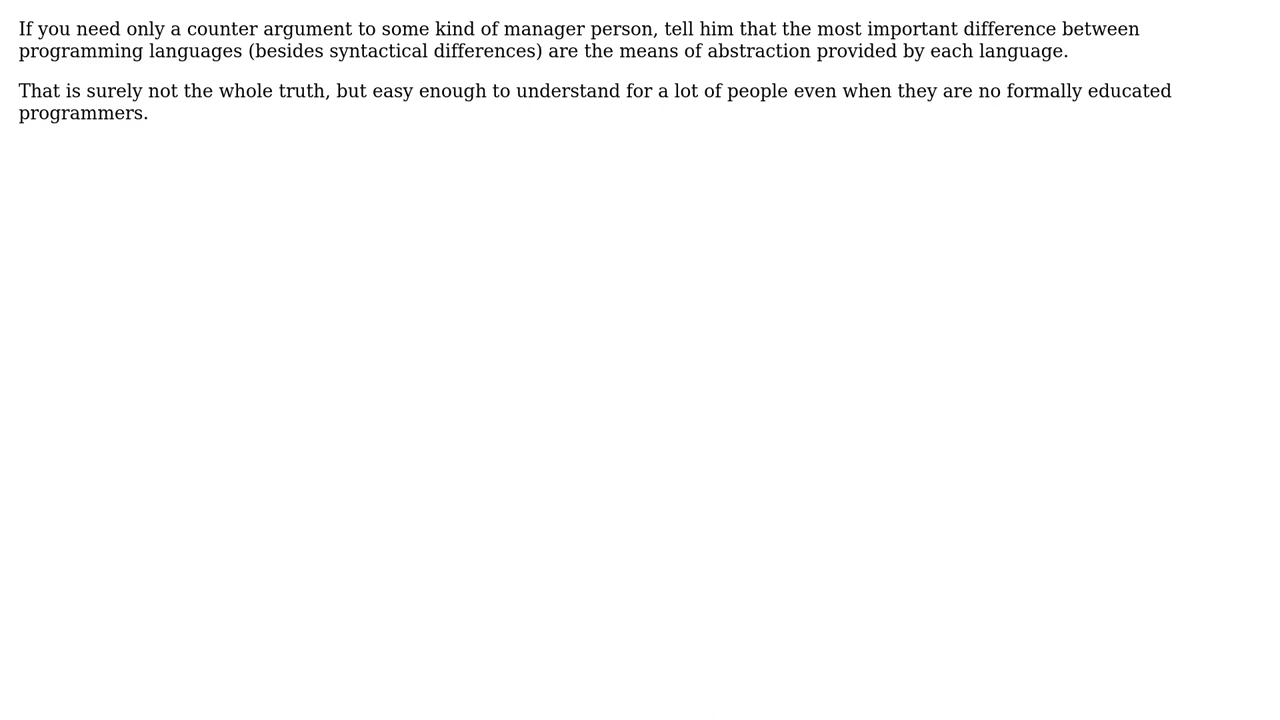 If you need only a counter argument to some kind of manager person, tell him that the most important difference between
programming languages (besides syntactical differences) are the means of abstraction provided by each language.
That is surely not the whole truth, but easy enough to understand for a lot of people even when they are no formally educated
programmers.